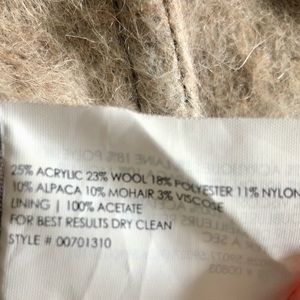 25% ACRYLIC 23% WOOL 18% POLYESTER 11% NYLON
10% ALPACA 10% MOHAIR 3% VISCOSE
LINING | 100% ACETATE
FOR BEST RESULTS DRY CLEAN
STYLE # 00701310